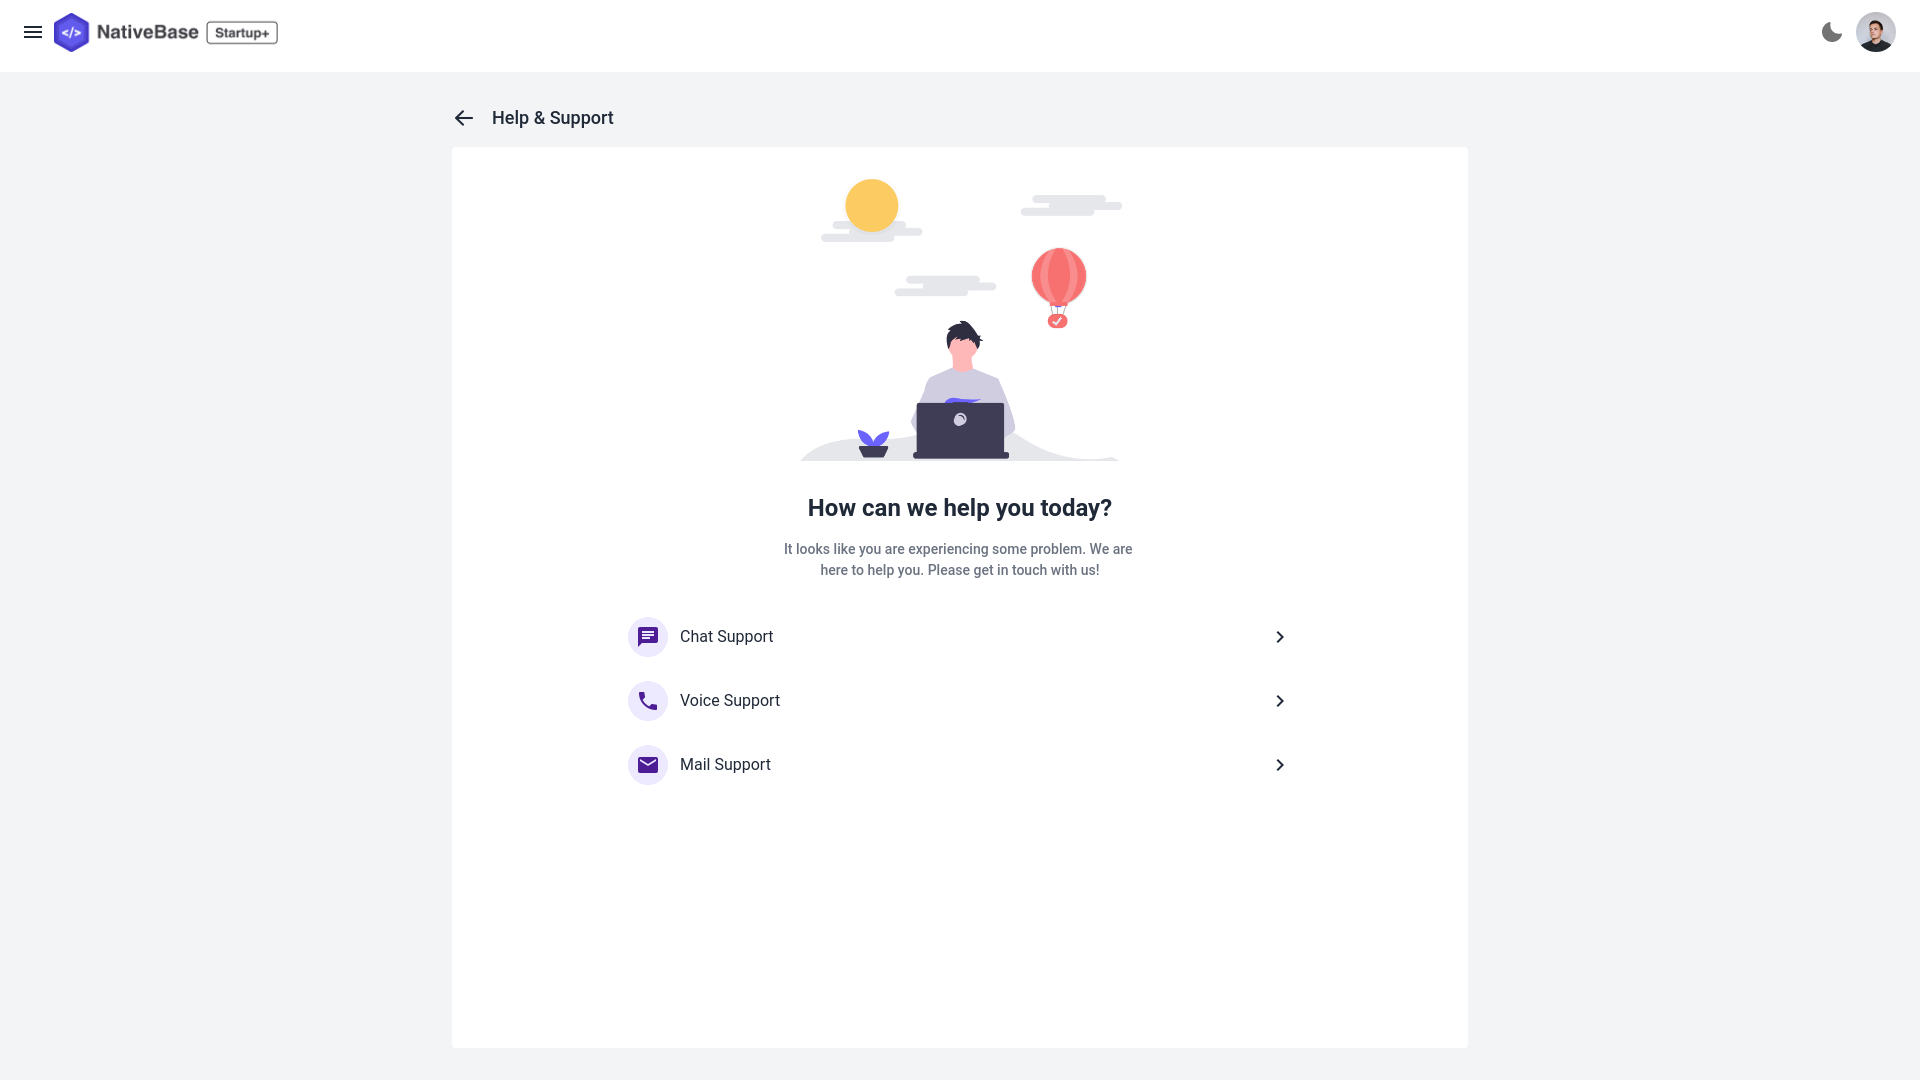 NativeBase Startup+
Help & Support
How can we help you today?
It looks like you are experiencing some problem. We are
here to help you. Please get in touch with us!
Chat Support
Voice Support
Mail Support